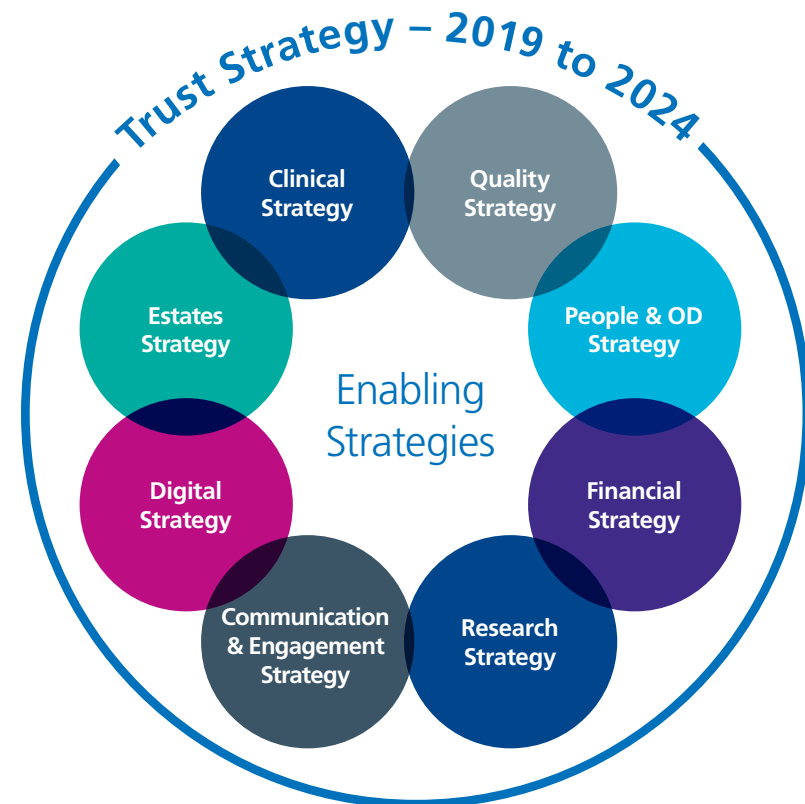 Trust Strategy – 2019 to 2024
Clinical
Strategy
Quality
Strategy
Estates
Strategy
People & OD
Strategy
Enabling
Strategies
Digital
Strategy
Financial
Strategy
Communication
& Engagement
Strategy
Research
Strategy